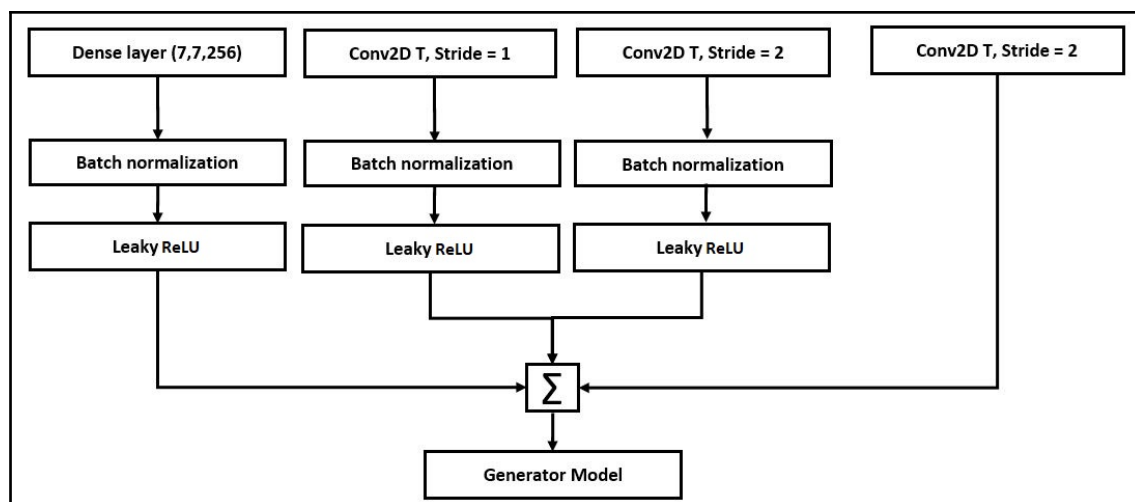 Dense layer (7,7,256)
Conv2D T, Stride = 1
Conv2D T, Stride = 2
Conv2D T, Stride = 2
Batch normalization
Batch normalization
Batch normalization
Leaky ReLU
Leaky ReLU
Leaky ReLU
Σ
Generator Model